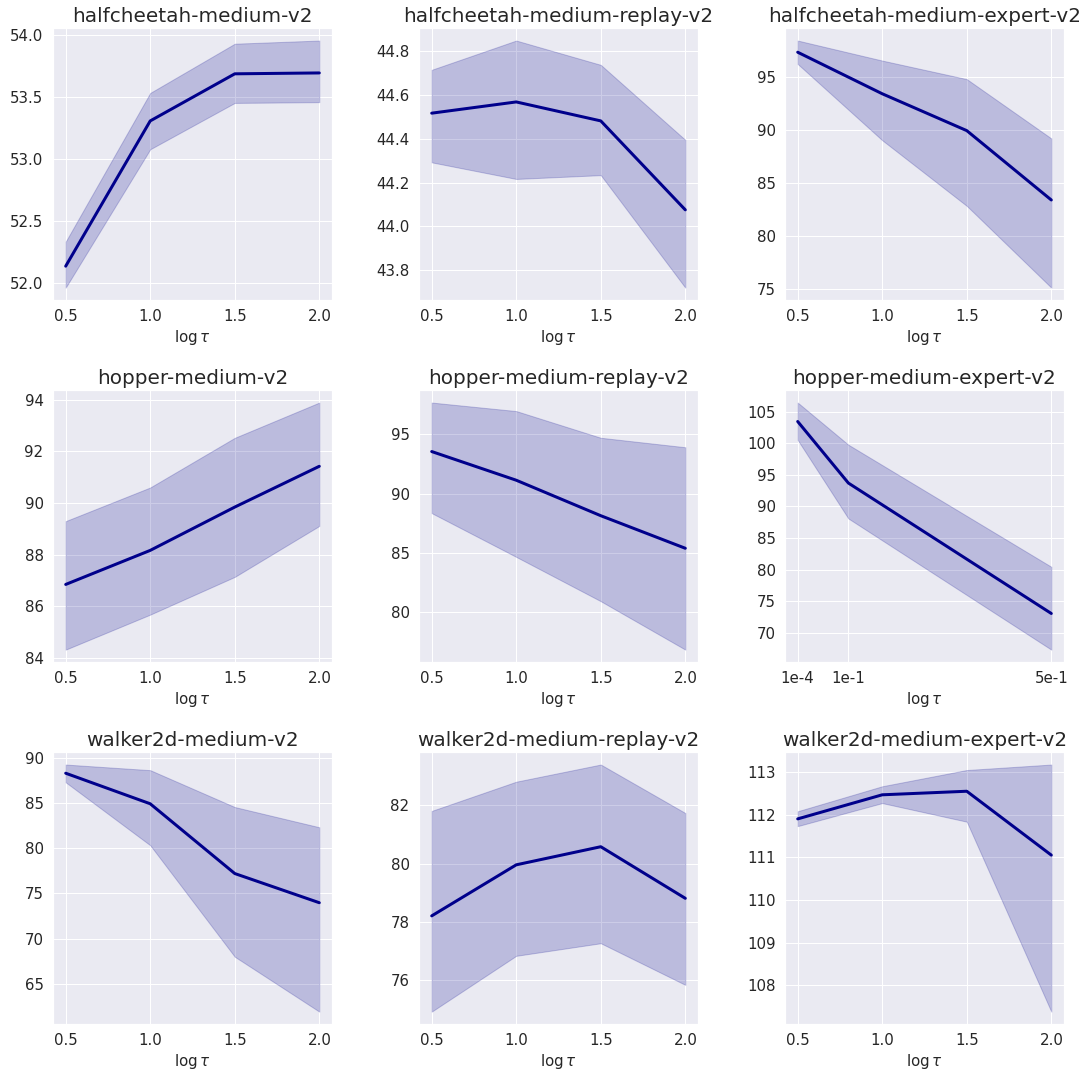 halfcheetah-medium-v2
54.0
53.5
53.0
52.5
52.0
0.5 1.0 1.5 2.0
log τ
halfcheetah-medium-replay-v2
44.8
44.6
44.4
44.2
44.0
43.8
0.5 1.0 1.5 2.0
log τ
halfcheetah-medium-expert-v2
95
90
85
80
75
0.5 1.0 1.5 2.0
log τ
hopper-medium-v2
94
92
90
88
86
84
0.5 1.0 1.5 2.0
log τ
hopper-medium-replay-v2
95
90
85
80
0.5 1.0 1.5 2.0
log τ
hopper-medium-expert-v2
105
100
95
90
85
80
75
70
1e-4 1e-1 5e-1
log τ
walker2d-medium-v2
90
85
80
75
70
65
0.5 1.0 1.5 2.0
log τ
walker2d-medium-replay-v2
82
80
78
76
0.5 1.0 1.5 2.0
log τ
walker2d-medium-expert-v2
113
112
111
110
109
108
0.5 1.0 1.5 2.0
log τ